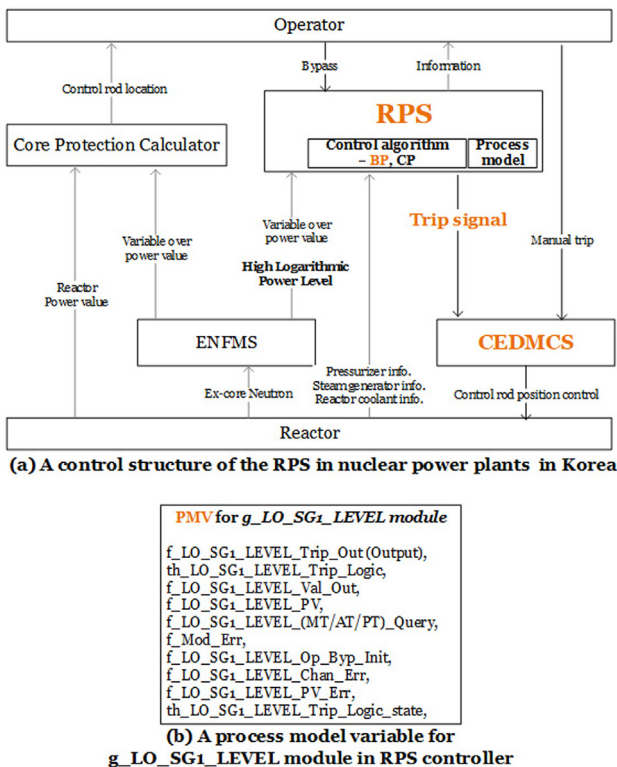 Operator
Bypass
Information
Control rod location
RPS
Core Protection Calculator
Control algorithm
– BP, CP
Process
model
Trip signal
Variable over
power value
Variable over
power value
Manual trip
High Logarithmic
Power Level
Reactor
Power value
ENFMS
CEDMCS
Pressurizer info.
Steam generator info.
Reactor coolant info.
Ex-core Neutron
Control rod position control
Reactor
(a) A control structure of the RPS in nuclear power plants in Korea
PMV for g_LO_SG1_LEVEL module
f_LO_SG1_LEVEL_Trip_Out (Output),
th_LO_SG1_LEVEL_Trip_Logic,
f_LO_SG1_LEVEL_Val_Out,
f_LO_SG1_LEVEL_PV,
f_LO_SG1_LEVEL_(MT/AT/PT)_Query,
f_Mod_Err,
f_LO_SG1_LEVEL_Op_Byp_Init,
f_LO_SG1_LEVEL_Chan_Err,
f_LO_SG1_LEVEL_PV_Err,
th_LO_SG1_LEVEL_Trip_Logic_state,
(b) A process model variable for
g_LO_SG1_LEVEL module in RPS controller